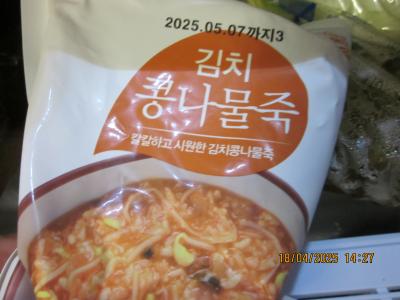 2025.05.07까지3
김치
콩나물죽
칼칼하고 시원한 김치콩나물죽
18/04/2025 14:27